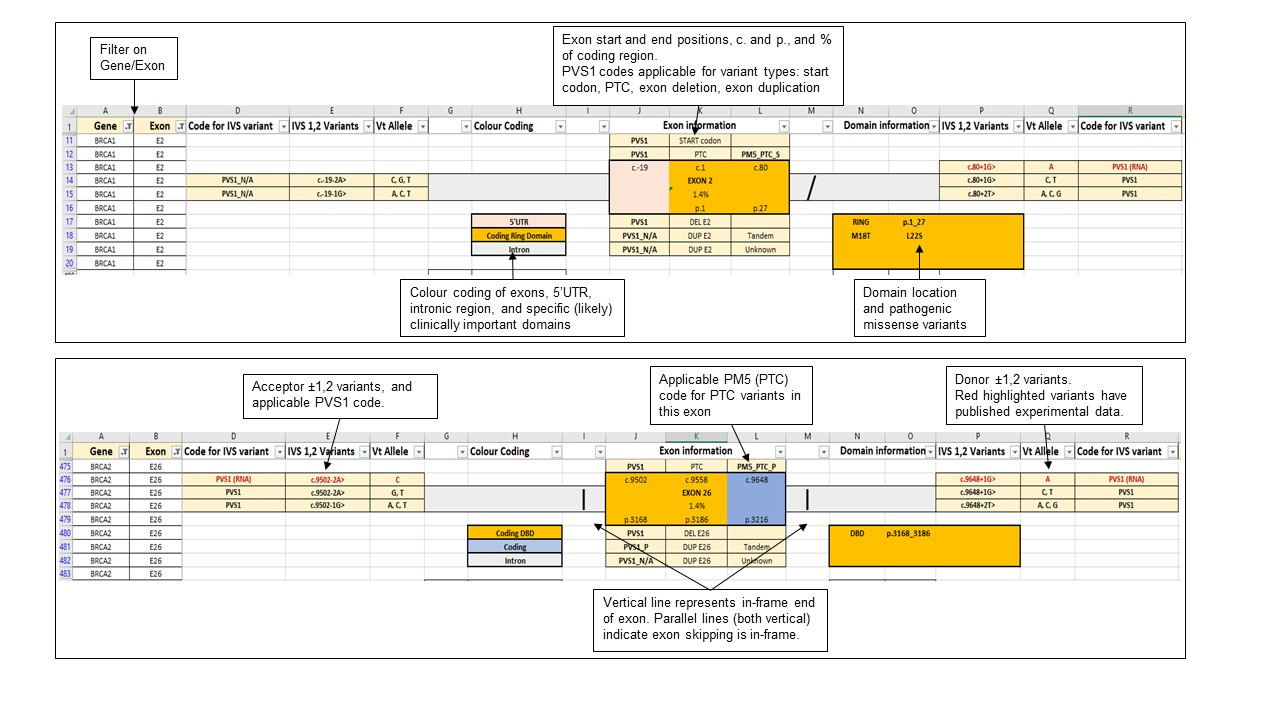 Filter on
Gene/Exon
Exon start and end positions, c. and p., and %
of coding region.
PVS1 codes applicable for variant types: start
codon, PTC, exon deletion, exon duplication
A B D E F G H I J K L M N O P Q R
1 Gene Exon Code for IVS variant IVS 1,2 Variants Vt Allele Colour Coding Exon information Domain information IVS 1,2 Variants Vt Allele Code for IVS variant
11 BRCA1 E2 PVS1 START codon
12 BRCA1 E2 PVS1 PTC PM5_PTC_S
13 BRCA1 E2 c.-19 c.1 c.80 c.80+1G> A PVS1 (RNA)
14 BRCA1 E2 PVS1_N/A c.-19-2A> C, G, T EXON 2 / c.80+1G> C, T PVS1
15 BRCA1 E2 PVS1_N/A c.-19-1G> A, C, T 1.4% c.80+2T> A, C, G PVS1
16 BRCA1 E2 p.1 p.27
17 BRCA1 E2 5'UTR PVS1 DEL E2 RING p.1_27
18 BRCA1 E2 Coding Ring Domain PVS1_N/A DUP E2 Tandem M18T L22S
19 BRCA1 E2 Intron PVS1_N/A DUP E2 Unknown
20 BRCA1 E2
Colour coding of exons, 5’UTR,
intronic region, and specific (likely)
clinically important domains
Domain location
and pathogenic
missense variants
Acceptor ±1,2 variants, and
applicable PVS1 code.
Applicable PM5 (PTC)
code for PTC variants in
this exon
Donor ±1,2 variants.
Red highlighted variants have
published experimental data.
A B D E F G H I J K L M N O P Q R
1 Gene Exon Code for IVS variant IVS 1,2 Variants Vt Allele Colour Coding Exon information Domain information IVS 1,2 Variants Vt Allele Code for IVS variant
475 BRCA2 E26 PVS1 PTC PM5_PTC_P
476 BRCA2 E26 PVS1 (RNA) c.9502-2A> C c.9502 c.9558 c.9648 c.9648+1G> A PVS1 (RNA)
477 BRCA2 E26 PVS1 c.9502-2A> G, T | EXON 26 | c.9648+1G> C, T PVS1
478 BRCA2 E26 PVS1 c.9502-1G> A, C, T 1.4% c.9648+2T> A, C, G PVS1
479 BRCA2 E26 p.3168 p.3186 p.3216
480 BRCA2 E26 Coding DBD PVS1 DEL E26 DBD p.3168_3186
481 BRCA2 E26 Coding PVS1_P DUP E26 Tandem
482 BRCA2 E26 Intron PVS1_N/A DUP E26 Unknown
483 BRCA2 E26
Vertical line represents in-frame end
of exon. Parallel lines (both vertical)
indicate exon skipping is in-frame.